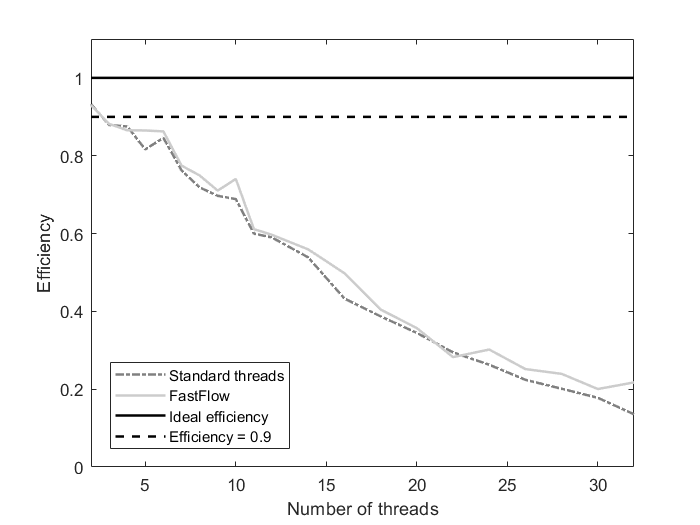 1
0.8
0.6
0.4
0.2
0
Efficiency
Standard threads
FastFlow
Ideal efficiency
Efficiency = 0.9
5 10 15 20 25 30
Number of threads